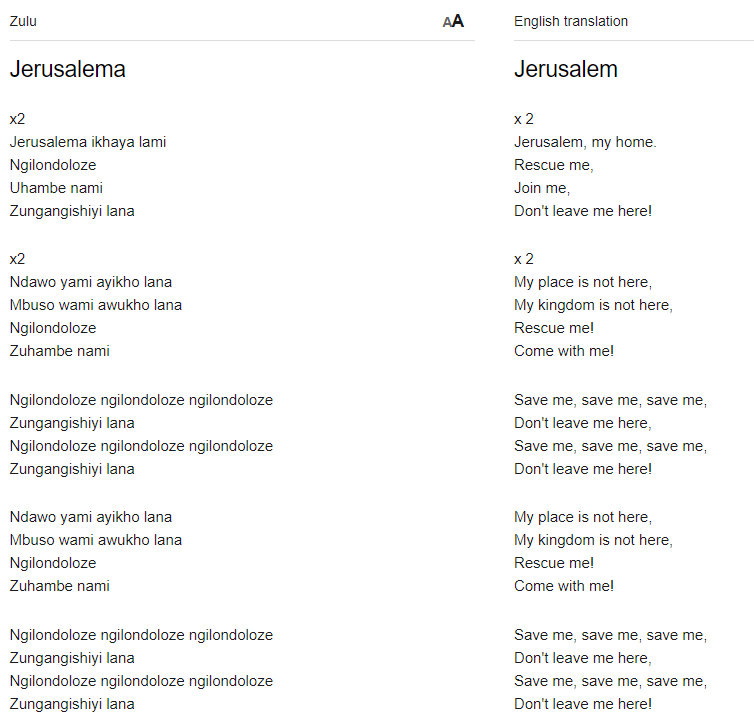 Zulu
AA
Jerusalema
x2
Jerusalema ikhaya lami
Ngilondoloze
Uhambe nami
Zungangishiyi lana
x2
Ndawo yami ayikho lana
Mbuso wami awukho lana
Ngilondoloze
Zuhambe nami
Ngilondoloze ngilondoloze ngilondoloze
Zungangishiyi lana
Ngilondoloze ngilondoloze ngilondoloze
Zungangishiyi lana
Ndawo yami ayikho lana
Mbuso wami awukho lana
Ngilondoloze
Zuhambe nami
Ngilondoloze ngilondoloze ngilondoloze
Zungangishiyi lana
Ngilondoloze ngilondoloze ngilondoloze
Zungangishiyi lana
English translation
Jerusalem
x 2
Jerusalem, my home.
Rescue me,
Join me,
Don't leave me here!
x 2
My place is not here,
My kingdom is not here,
Rescue me!
Come with me!
Save me, save me, save me,
Don't leave me here,
Save me, save me, save me,
Don't leave me here!
My place is not here,
My kingdom is not here,
Rescue me!
Come with me!
Save me, save me, save me,
Don't leave me here,
Save me, save me, save me,
Don't leave me here!